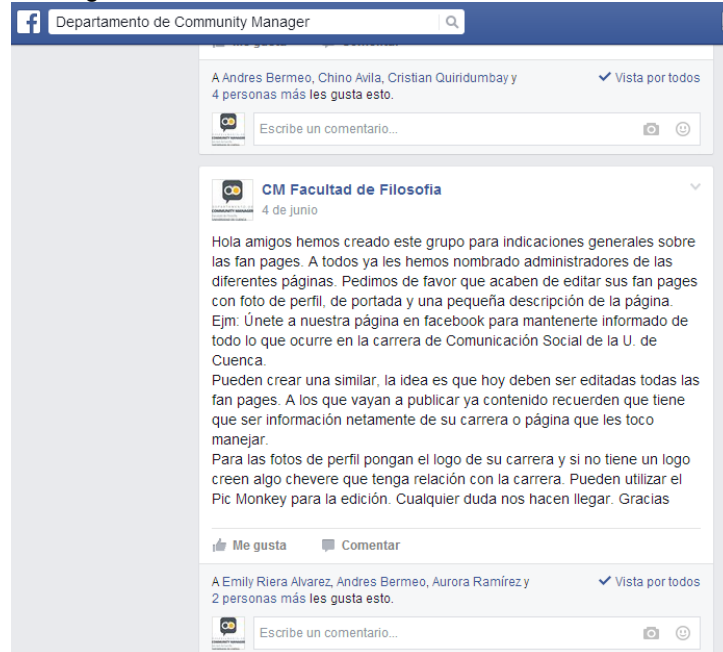 Departamento de Community Manager
A Andres Bermeo, Chino Avila, Cristian Quiridumbay y
4 personas más les gusta esto.
Vista por todos
Escribe un comentario...
CM Facultad de Filosofia
4 de junio
Hola amigos hemos creado este grupo para indicaciones generales sobre
las fan pages. A todos ya les hemos nombrado administradores de las
diferentes páginas. Pedimos de favor que acaben de editar sus fan pages
con foto de perfil, de portada y una pequeña descripción de la página.
Ejm: Únete a nuestra página en facebook para mantenerte informado de
todo lo que ocurre en la carrera de Comunicación Social de la U. de
Cuenca.
Pueden crear una similar, la idea es que hoy deben ser editadas todas las
fan pages. A los que vayan a publicar ya contenido recuerden que tiene
que ser información netamente de su carrera o página que les toco
manejar.
Para las fotos de perfil pongan el logo de su carrera y si no tiene un logo
creen algo chevere que tenga relación con la carrera. Pueden utilizar el
Pic Monkey para la edición. Cualquier duda nos hacen llegar. Gracias
Me gusta Comentar
A Emily Riera Alvarez, Andres Bermeo, Aurora Ramírez y
2 personas más les gusta esto.
Vista por todos
Escribe un comentario...